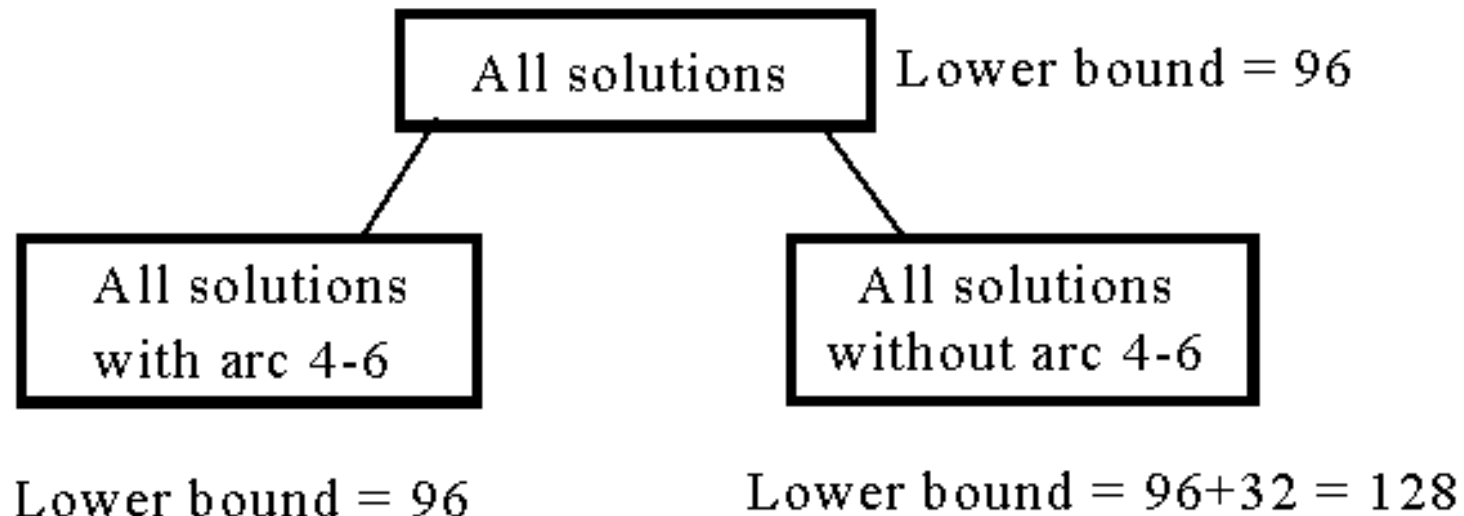 All solutions
Lower bound = 96
All solutions
with arc 4-6
All solutions
without arc 4-6
Lower bound = 96
Lower bound = 96+32 = 128